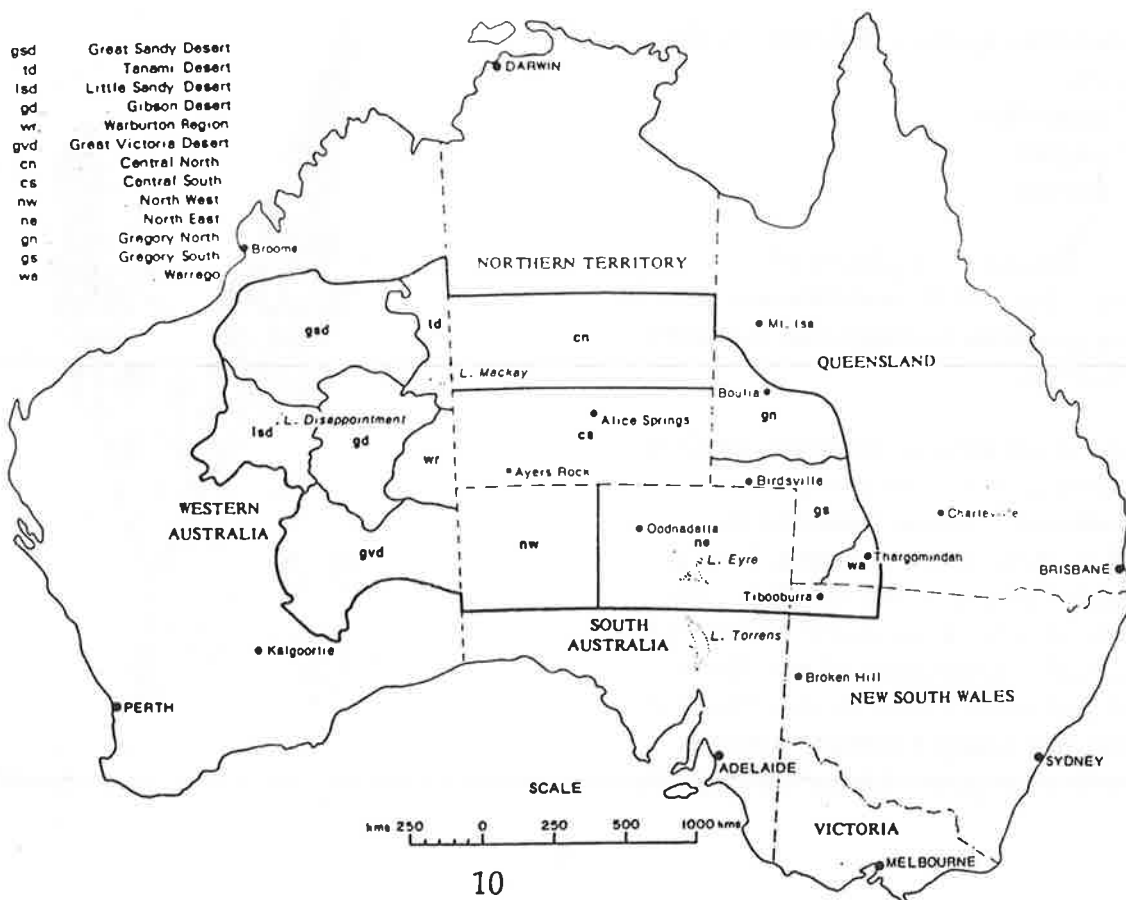 gsd Great Sandy Desert
td Tanami Desert
lsd Little Sandy Desert
gd Gibson Desert
wr Warburton Region
gvd Great Victoria Desert
cn Central North
cs Central South
nw North West
ne North East
gn Gregory North
gs Gregory South
wa Warrego
DARWIN
Broome
NORTHERN TERRITORY
gsd
td
cn
Mt. Isa
QUEENSLAND
L. Mackay
Boulia
gn
L. Disappointment
lsd
gd
Alice Springs
cs
wr
Ayers Rock
Birdsville
WESTERN
AUSTRALIA
gs
Charleville
Oodnadatta
nw
ne
gvd
L. Eyre
wa
Thargomindah
BRISBANE
Tibooburra
SOUTH
AUSTRALIA
L. Torrens
Kalgoorlie
Broken Hill
NEW SOUTH WALES
PERTH
ADELAIDE
SYDNEY
SCALE
kms 250 0 250 500 1000 kms
VICTORIA
MELBOURNE
10